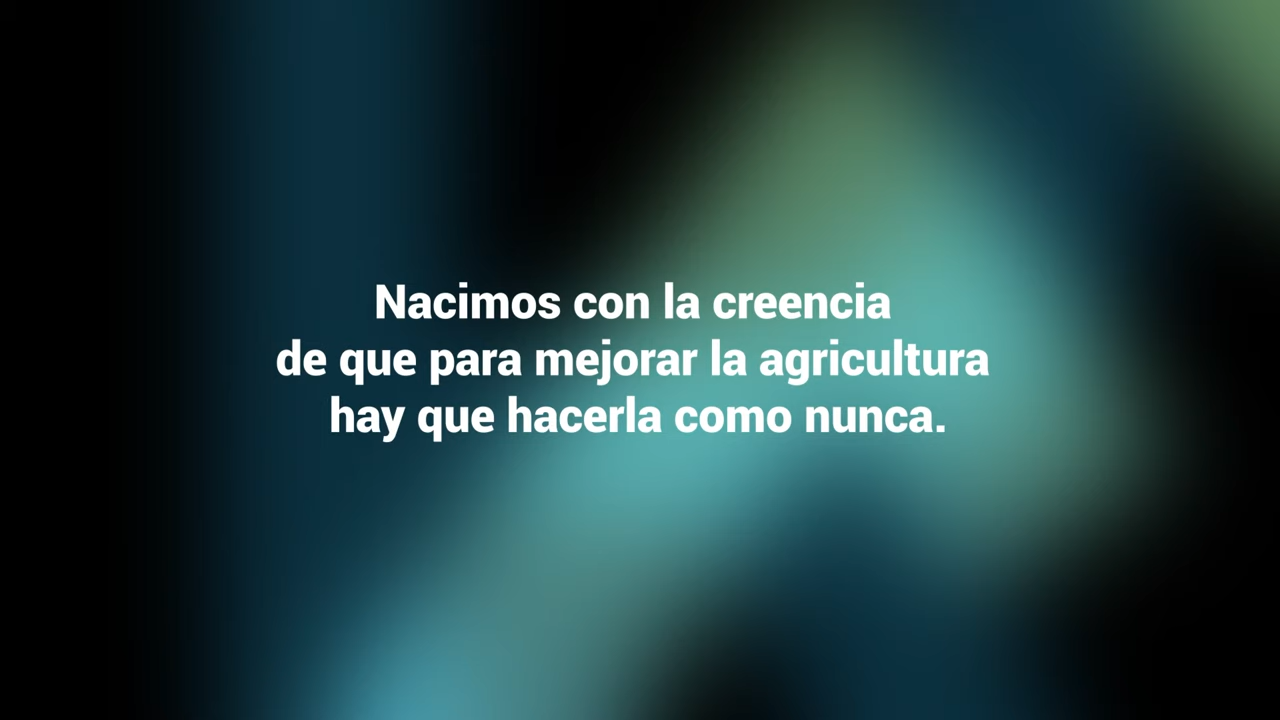 Nacimos con la creencia
de que para mejorar la agricultura
hay que hacerla como nunca.